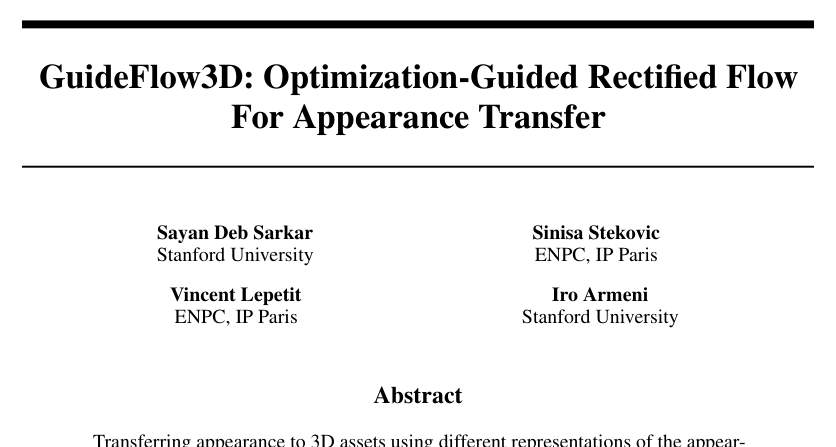 GuideFlow3D: Optimization-Guided Rectified Flow
For Appearance Transfer
Sayan Deb Sarkar
Stanford University
Sinisa Stekovic
ENPC, IP Paris
Vincent Lepetit
ENPC, IP Paris
Iro Armeni
Stanford University
Abstract
Transferring appearance to 3D assets using different representations of the appear-